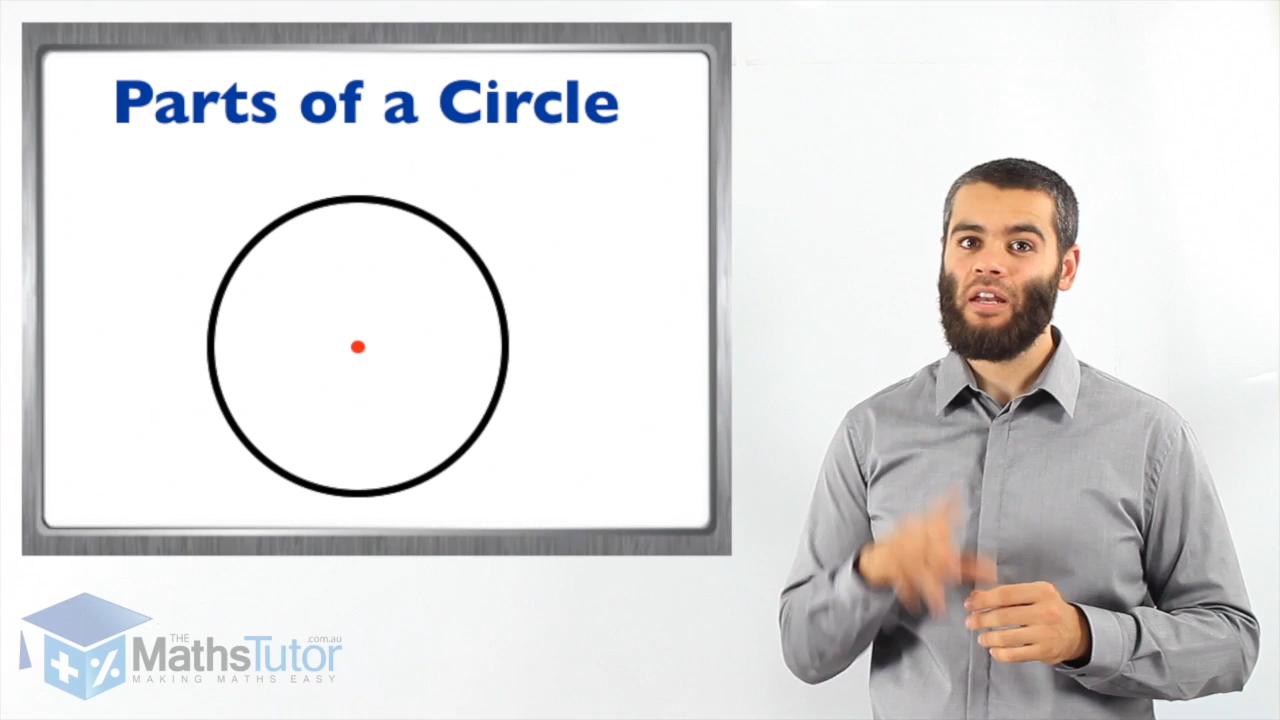 Parts of a Circle
THE
.com.au
MathsTutor
MAKING MATHS EASY